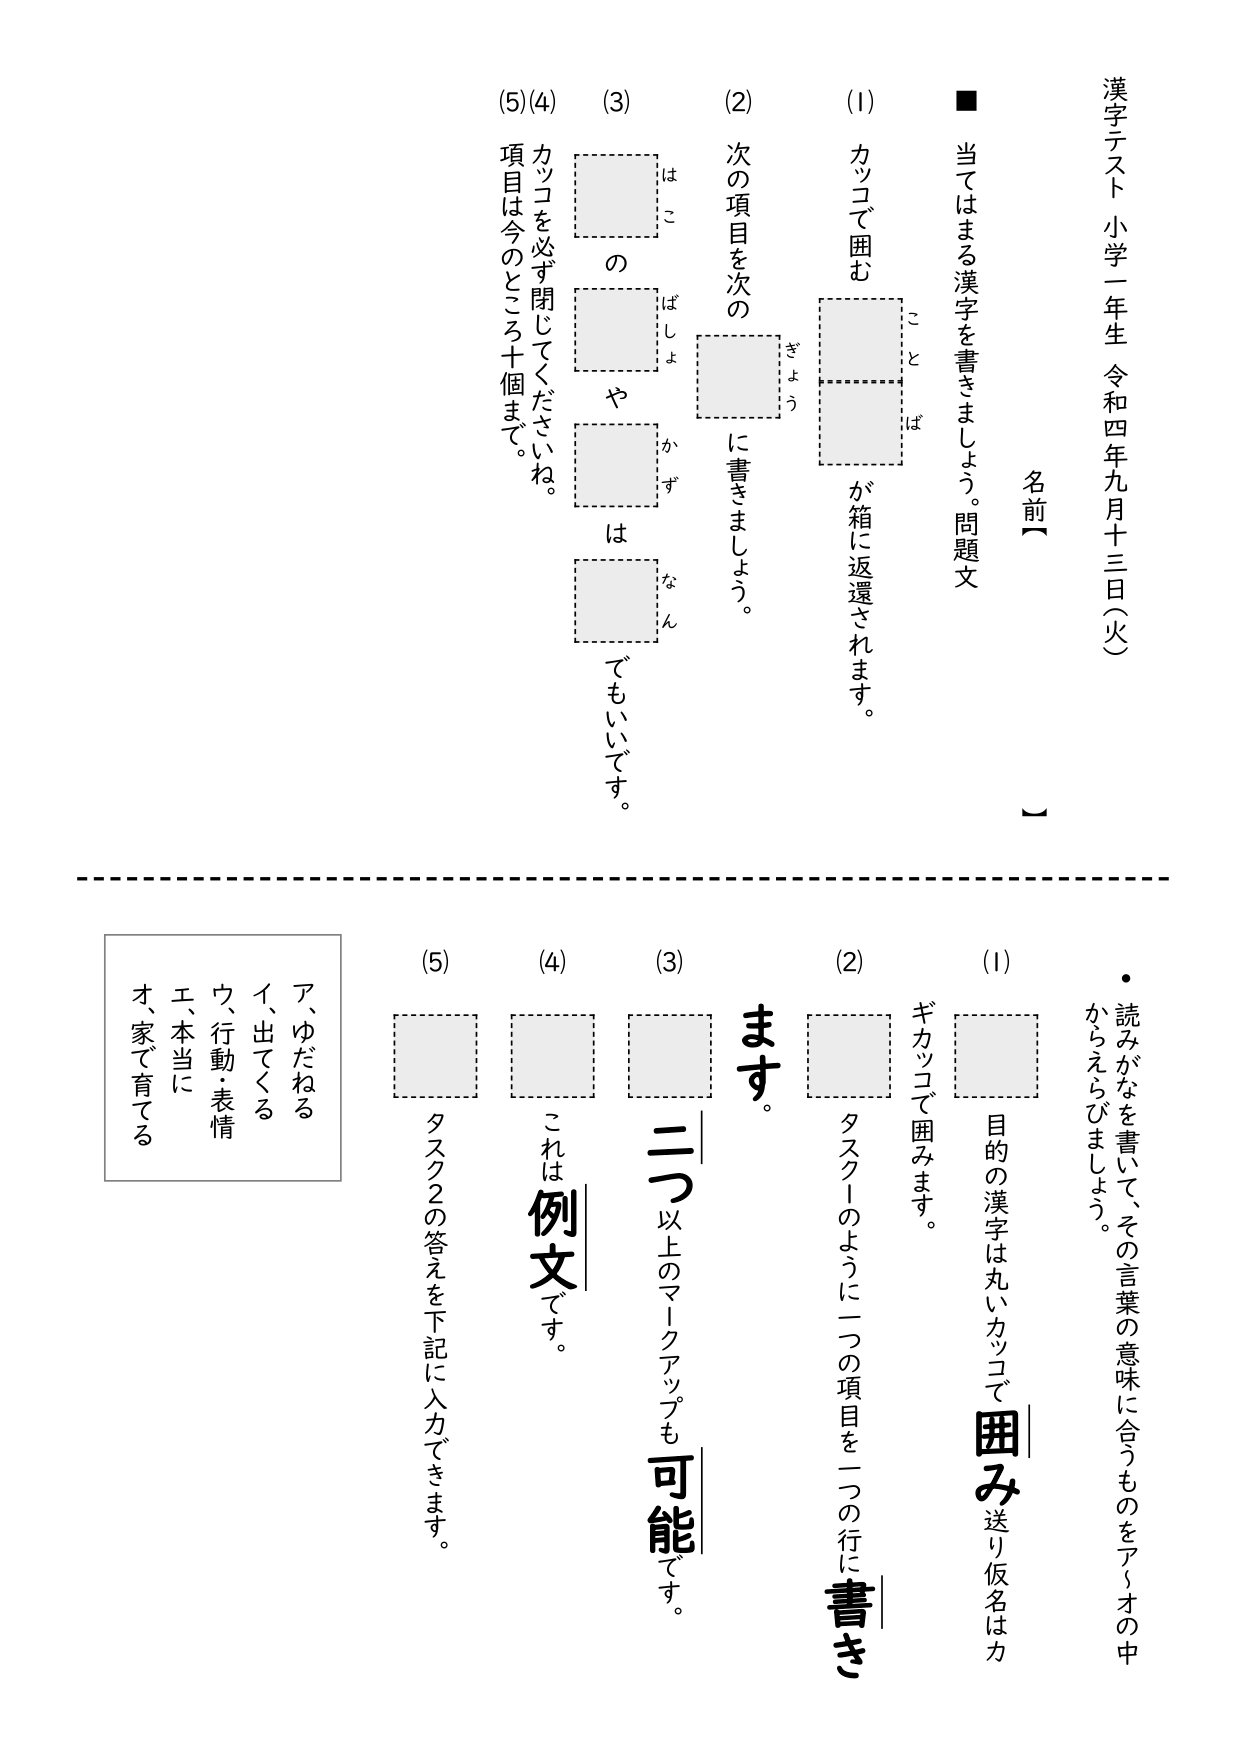 漢字テスト 小学一年生 令和四年九月十三日（火）
名前【 】
■ 当てはまる漢字を書きましょう。問題文
(1) カッコで囲む こと ば が箱に返還されます。
(2) 次の項目を次の ぎょう に書きましょう。
(3) はこ の ばしょ や かず は なん でもいいです。
(4) カッコを必ず閉じてくださいね。
(5) 項目は今のところ十個まで。
・読みがなを書いて、その言葉の意味に合うものをア～オの中
からえらびましょう。
(1) 目的の漢字は丸いカッコで囲み送り仮名はカ
ギカッコで囲みます。
(2) タスク1のように一つの項目を一つの行に書き
ます。
(3) 二つ以上のマークアップも可能です。
(4) これは例文です。
(5) タスク2の答えを下記に入力できます。
ア、ゆだねる
イ、出てくる
ウ、行動・表情
エ、本当に
オ、家で育てる